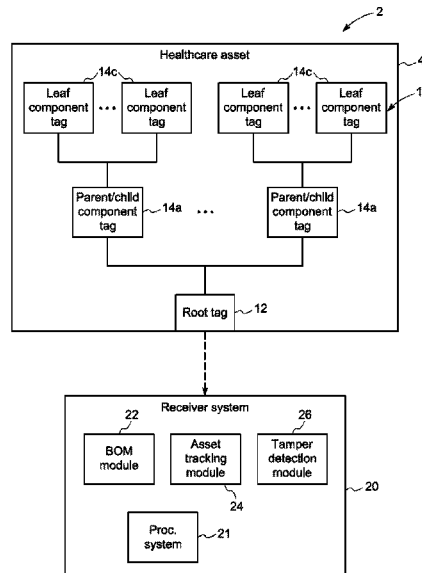 2
Healthcare asset
4
14c
14c
Leaf component tag
...
Leaf component tag
Leaf component tag
...
Leaf component tag
1
Parent/child component tag
14a
...
Parent/child component tag
14a
Root tag
12
Receiver system
22
26
BOM module
Asset tracking module
Tamper detection module
24
20
Proc. system
21